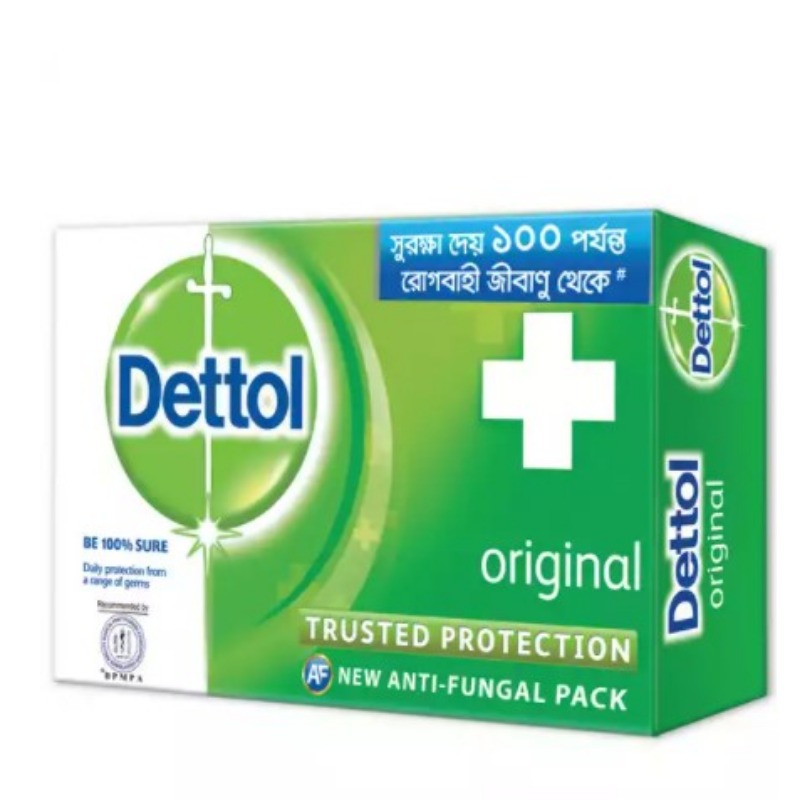 সুরক্ষা দেয় ১০০ পর্যন্ত
রোগবাহী জীবাণু থেকে #
Dettol
BE 100% SURE
Daily protection from
a range of germs
Recommended by
*BPMPA
original
TRUSTED PROTECTION
AF NEW ANTI-FUNGAL PACK
Dettol
Dettol
original